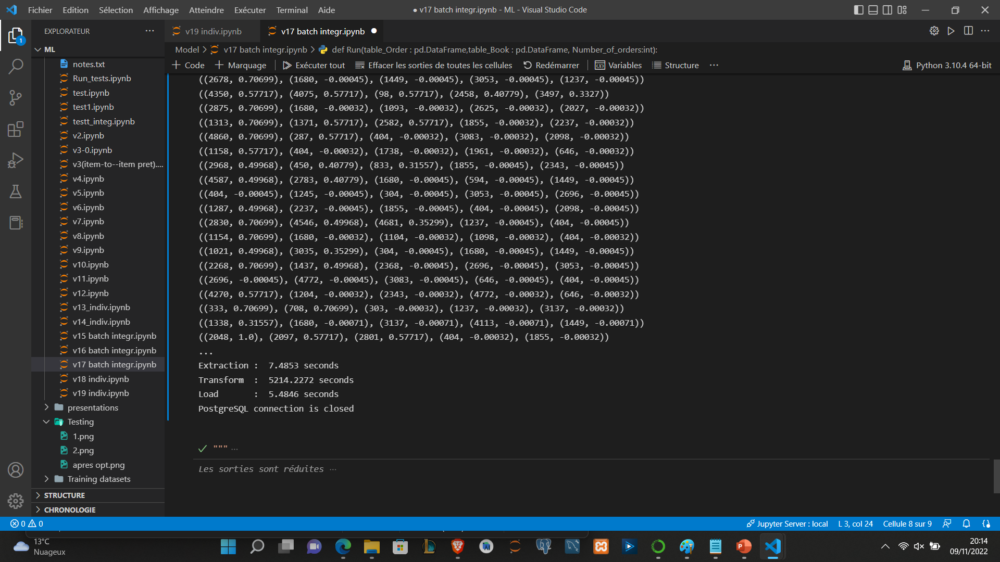 Fichier Edition Sélection Affichage Atteindre Exécuter Terminal Aide
● v17 batch integr.ipynb - ML - Visual Studio Code
EXPLORATEUR ···
v19 indiv.ipynb
v17 batch integr.ipynb ●
ML
Model > v17 batch integr.ipynb > def Run(table_Order : pd.DataFrame,table_Book : pd.DataFrame, Number_of_orders:int):
+ Code + Marquage Exécuter tout Effacer les sorties de toutes les cellules Redémarrer Variables Structure ··· Python 3.10.4 64-bit
1
notes.txt
Run_tests.ipynb
test.ipynb
test1.ipynb
testt_integ.ipynb
v2.ipynb
v3-0.ipynb
v3(item-to--item pret)....
v4.ipynb
v5.ipynb
v6.ipynb
v7.ipynb
v8.ipynb
v9.ipynb
v10.ipynb
v11.ipynb
v12.ipynb
v13_indiv.ipynb
v14_indiv.ipynb
v15 batch integr.ipynb
v16 batch integr.ipynb
v17 batch integr.ipynb
v18 indiv.ipynb
v19 indiv.ipynb
presentations
Testing
1.png
2.png
apres opt.png
Training datasets
STRUCTURE
CHRONOLOGIE
((2678, 0.70699), (1680, -0.00045), (1449, -0.00045), (3053, -0.00045), (1237, -0.00045))
((4350, 0.57717), (4075, 0.57717), (98, 0.57717), (2458, 0.40779), (3497, 0.3327))
((2875, 0.70699), (1680, -0.00032), (1093, -0.00032), (2625, -0.00032), (2027, -0.00032))
((1313, 0.70699), (1371, 0.57717), (2582, 0.57717), (1855, -0.00032), (2237, -0.00032))
((4860, 0.70699), (287, 0.57717), (404, -0.00032), (3083, -0.00032), (2098, -0.00032))
((1158, 0.57717), (404, -0.00032), (1738, -0.00032), (1961, -0.00032), (646, -0.00032))
((2968, 0.49968), (450, 0.40779), (833, 0.31557), (1855, -0.00045), (2343, -0.00045))
((4587, 0.49968), (2783, 0.40779), (1680, -0.00045), (594, -0.00045), (1449, -0.00045))
((404, -0.00045), (1245, -0.00045), (304, -0.00045), (3053, -0.00045), (2696, -0.00045))
((1287, 0.49968), (2237, -0.00045), (1855, -0.00045), (404, -0.00045), (2098, -0.00045))
((2830, 0.70699), (4546, 0.49968), (4681, 0.35299), (1237, -0.00045), (404, -0.00045))
((1154, 0.70699), (1680, -0.00032), (1104, -0.00032), (1098, -0.00032), (404, -0.00032))
((1021, 0.49968), (3035, 0.35299), (304, -0.00045), (1680, -0.00045), (1449, -0.00045))
((2268, 0.70699), (1437, 0.49968), (2368, -0.00045), (2696, -0.00045), (3053, -0.00045))
((2696, -0.00045), (4772, -0.00045), (3083, -0.00045), (646, -0.00045), (404, -0.00045))
((4270, 0.57717), (1204, -0.00032), (2343, -0.00032), (4772, -0.00032), (646, -0.00032))
((333, 0.70699), (708, 0.70699), (303, -0.00032), (1237, -0.00032), (3137, -0.00032))
((1338, 0.31557), (1680, -0.00071), (3137, -0.00071), (4113, -0.00071), (1449, -0.00071))
((2048, 1.0), (2097, 0.57717), (2801, 0.57717), (404, -0.00032), (1855, -0.00032))
...
Extraction : 7.4853 seconds
Transform : 5214.2272 seconds
Load : 5.4846 seconds
PostgreSQL connection is closed
""" ···
Les sorties sont réduites ···
0 0
Jupyter Server : local L 3, col 24 Cellule 8 sur 9
13°C
Nuageux
20:14
09/11/2022